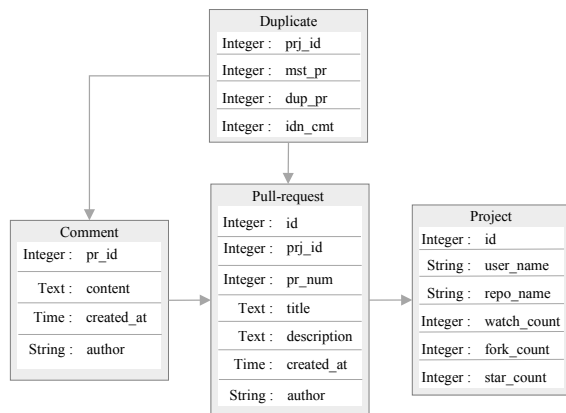 Duplicate
Integer : prj_id
Integer : mst_pr
Integer : dup_pr
Integer : idn_cmt
Comment
Integer : pr_id
Text : content
Time : created_at
String : author
Pull-request
Integer : id
Integer : prj_id
Integer : pr_num
Text : title
Text : description
Time : created_at
String : author
Project
Integer : id
String : user_name
String : repo_name
Integer : watch_count
Integer : fork_count
Integer : star_count